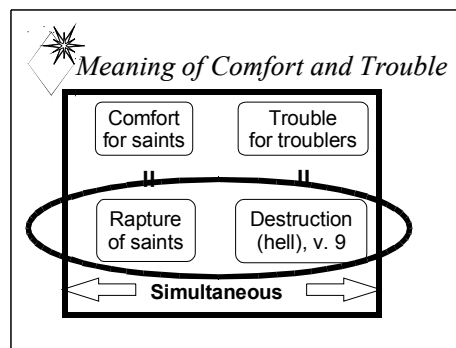 Meaning of Comfort and Trouble
Comfort
for saints
Trouble
for troublers
=
=
Rapture
of saints
Destruction
(hell), v. 9
Simultaneous